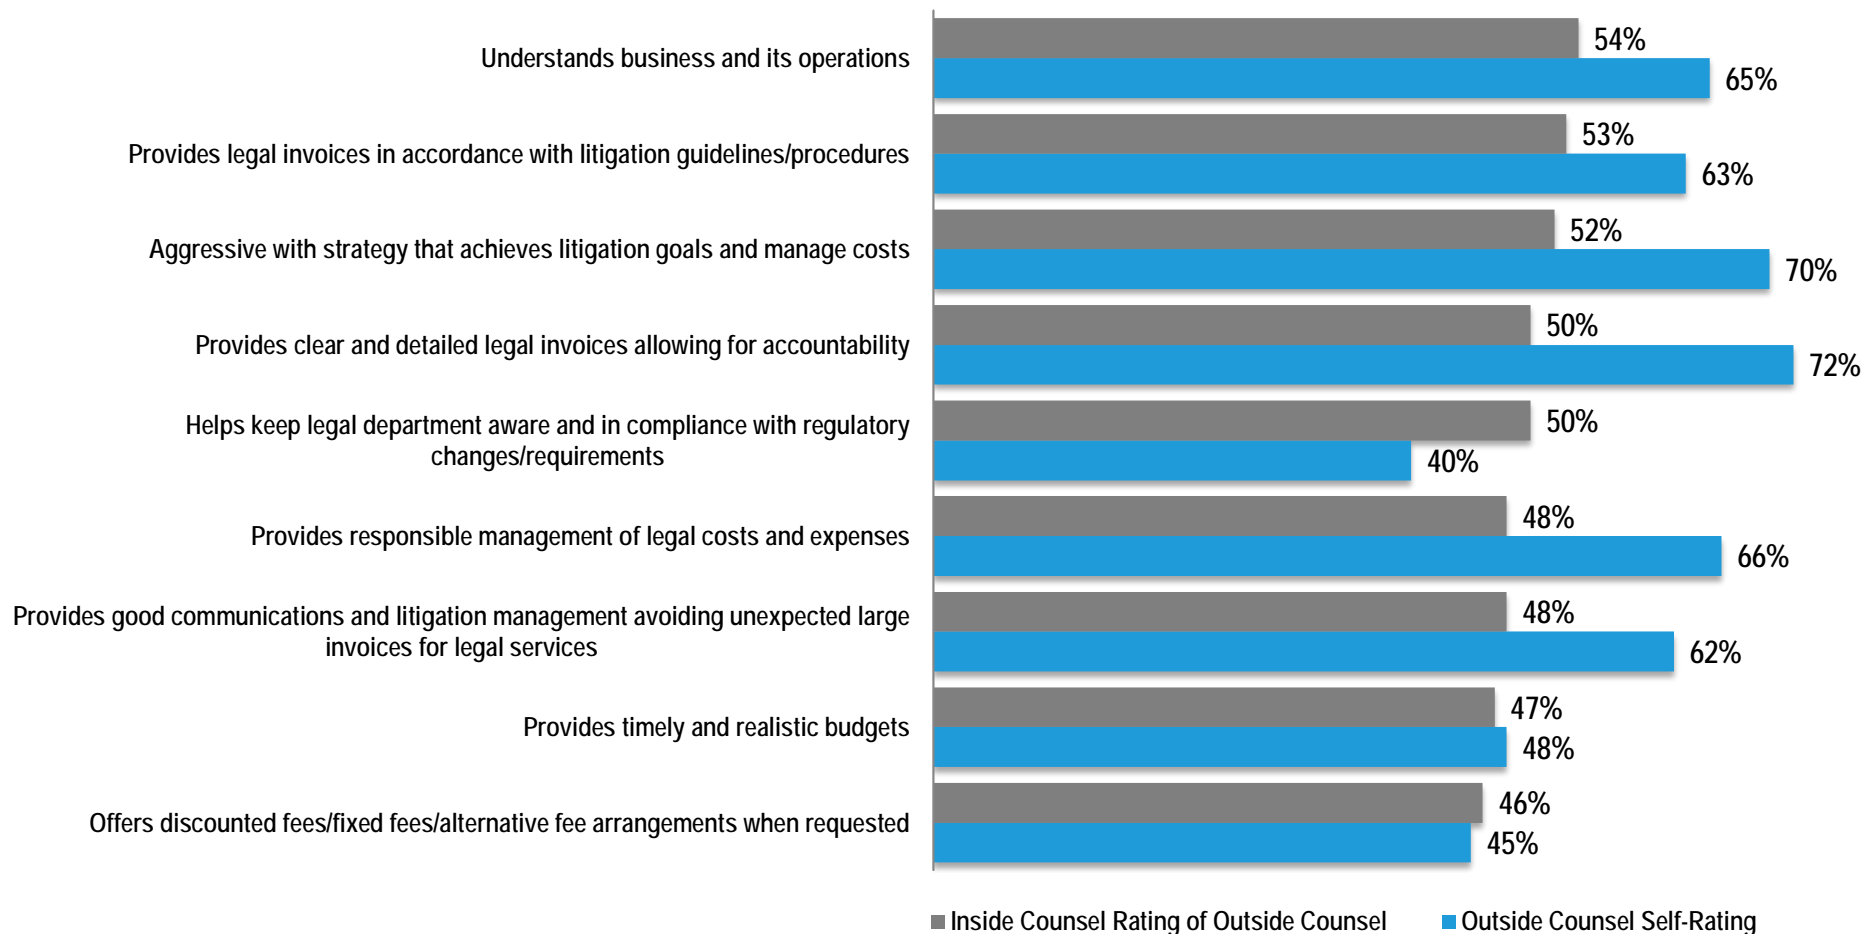 Understands business and its operations
54%
65%
Provides legal invoices in accordance with litigation guidelines/procedures
53%
63%
Aggressive with strategy that achieves litigation goals and manage costs
52%
70%
Provides clear and detailed legal invoices allowing for accountability
50%
72%
Helps keep legal department aware and in compliance with regulatory
changes/requirements
50%
40%
Provides responsible management of legal costs and expenses
48%
66%
Provides good communications and litigation management avoiding unexpected large
invoices for legal services
48%
62%
Provides timely and realistic budgets
47%
48%
Offers discounted fees/fixed fees/alternative fee arrangements when requested
46%
45%
Inside Counsel Rating of Outside Counsel
Outside Counsel Self-Rating